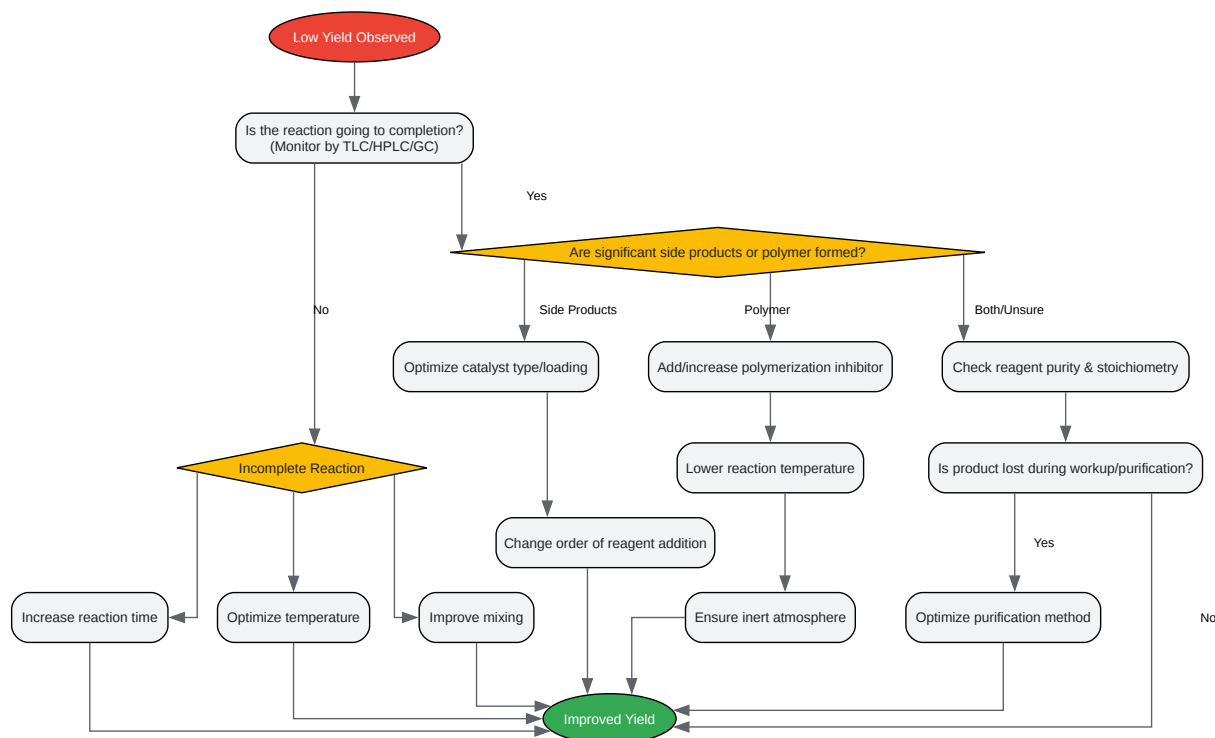 Low Yield Observed
Is the reaction going to completion?
(Monitor by TLC/HPLC/GC)
Yes
Are significant side products or polymer formed?
No
Side Products
Polymer
Both/Unsure
Optimize catalyst type/loading
Add/increase polymerization inhibitor
Check reagent purity & stoichiometry
Incomplete Reaction
Lower reaction temperature
Is product lost during workup/purification?
Change order of reagent addition
Yes
Increase reaction time
Optimize temperature
Improve mixing
Ensure inert atmosphere
Optimize purification method
No
Improved Yield